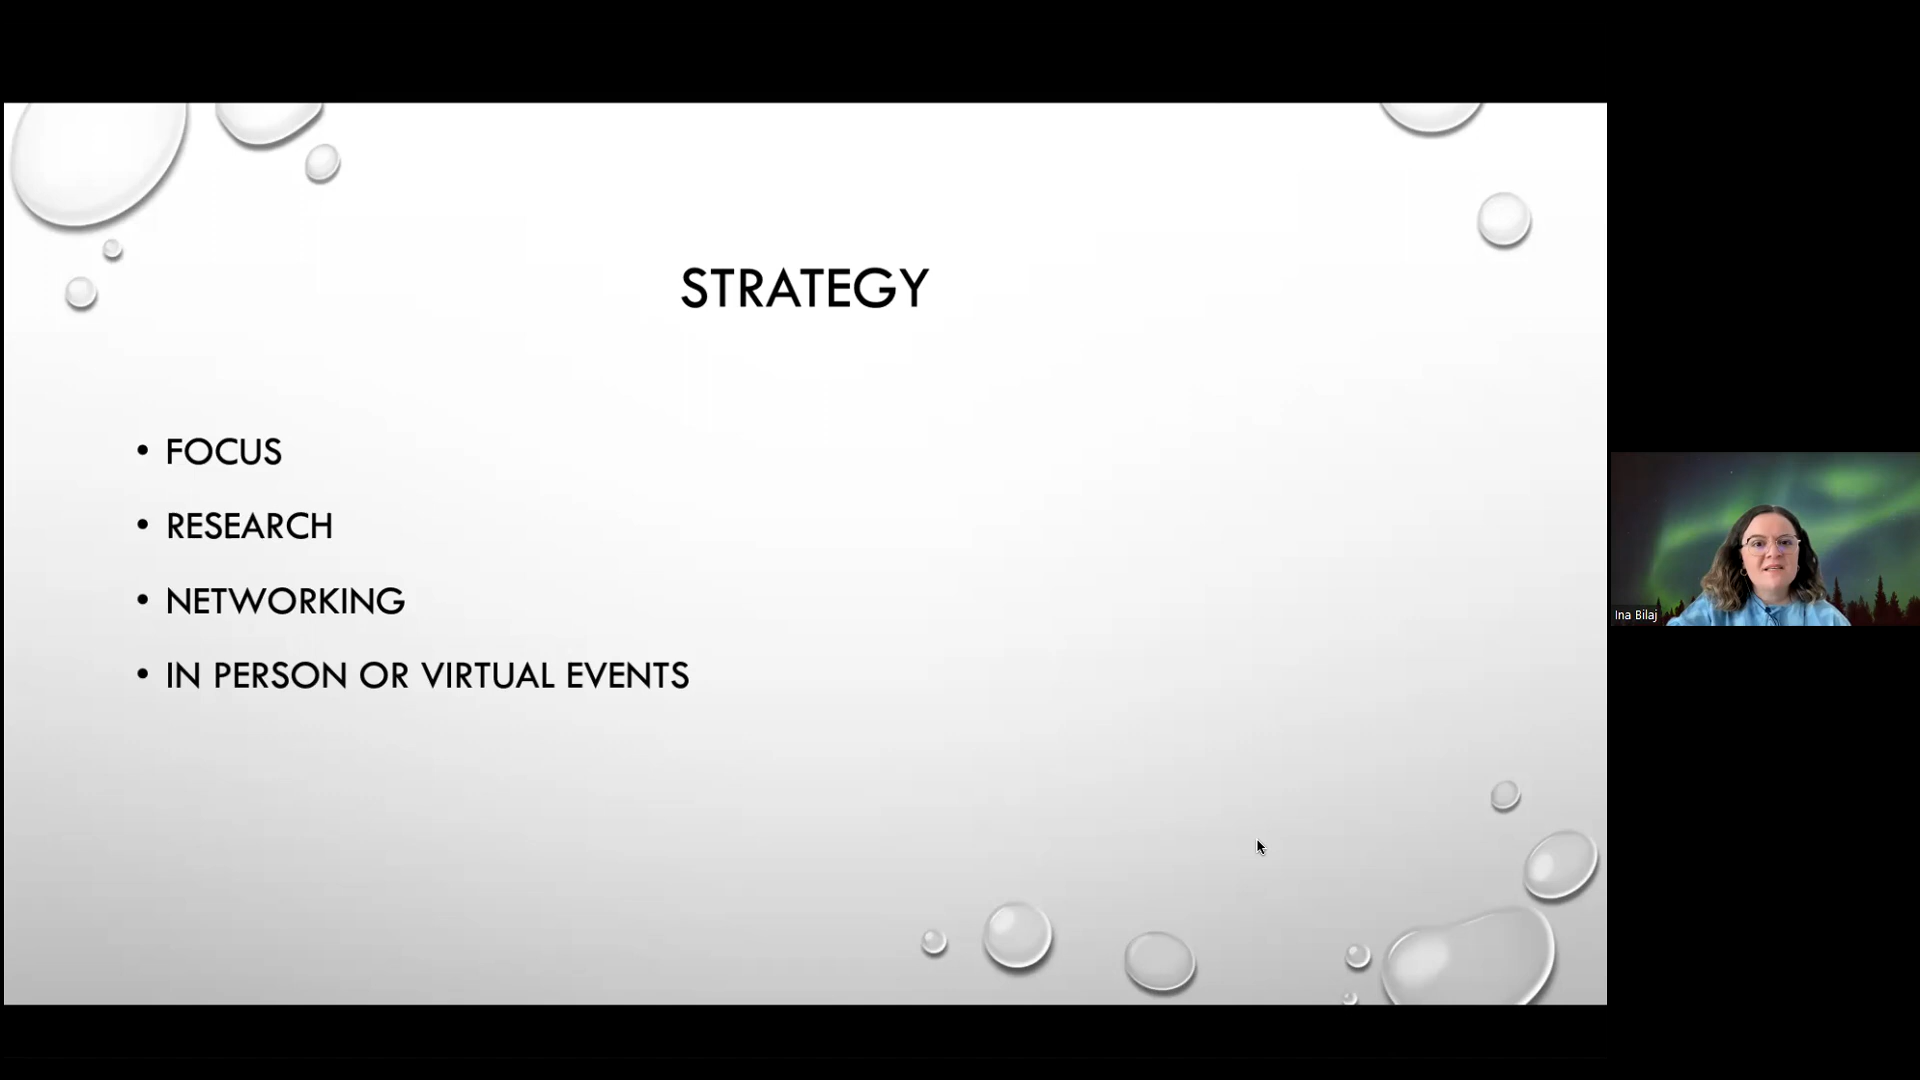 STRATEGY
• FOCUS
• RESEARCH
• NETWORKING
• IN PERSON OR VIRTUAL EVENTS
Ina Bilaj